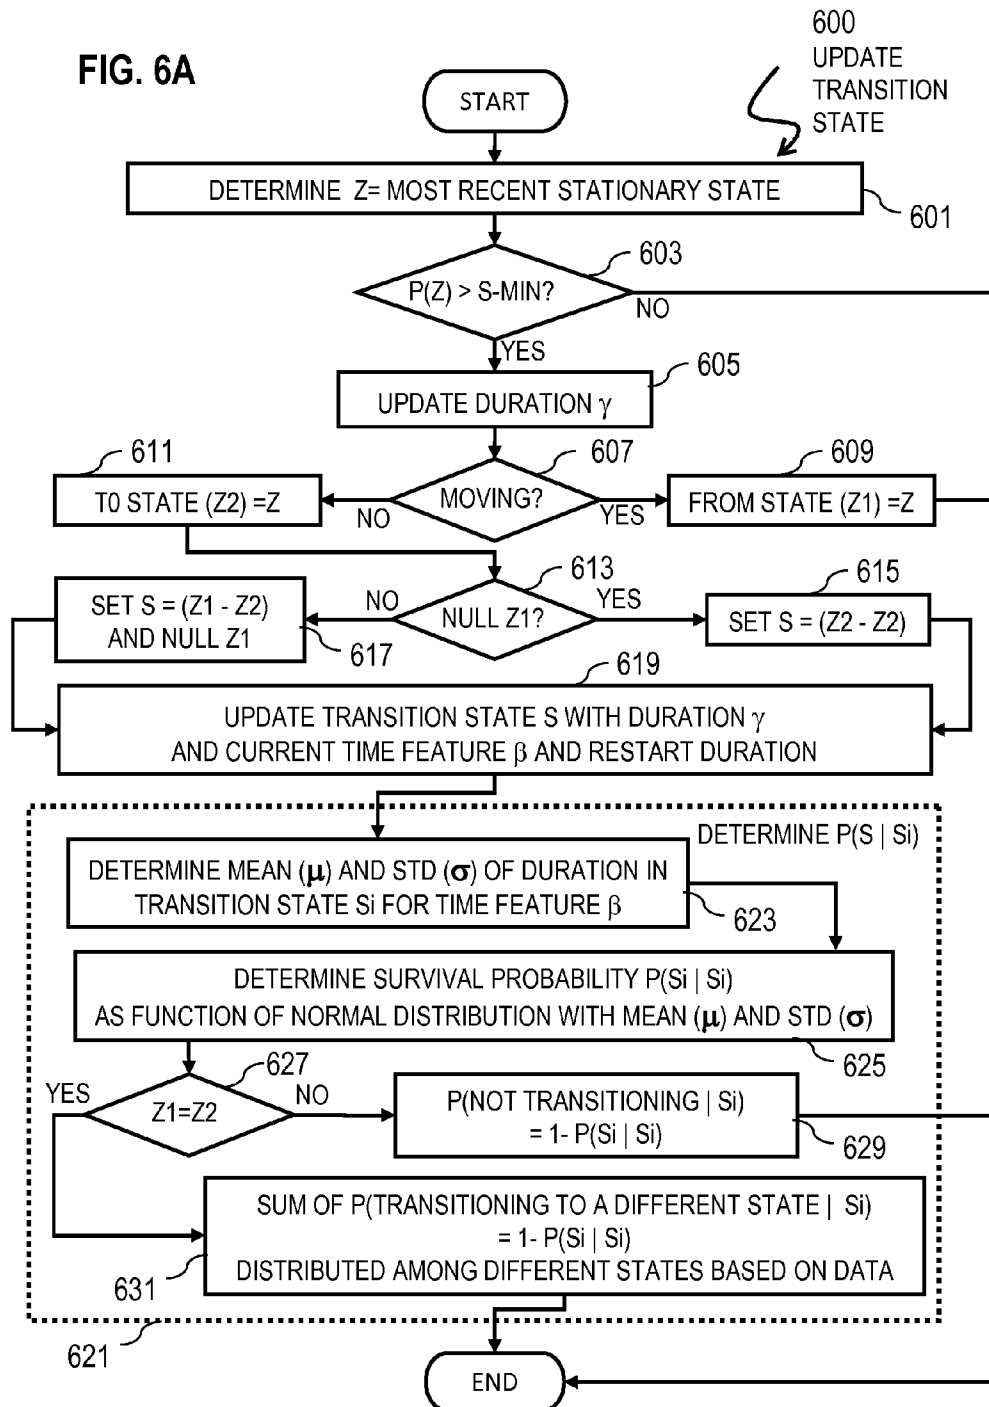 FIG. 6A
600
UPDATE
TRANSITION
STATE
START
DETERMINE Z= MOST RECENT STATIONARY STATE
601
603
P(Z) > S-MIN?
NO
YES
605
UPDATE DURATION γ
611
607
609
T0 STATE (Z2) =Z
MOVING?
FROM STATE (Z1) =Z
NO
YES
613
615
SET S = (Z1 - Z2)
AND NULL Z1
NO
NULL Z1?
YES
SET S = (Z2 - Z2)
617
619
UPDATE TRANSITION STATE S WITH DURATION γ
AND CURRENT TIME FEATURE β AND RESTART DURATION
DETERMINE P(S | Si)
DETERMINE MEAN (μ) AND STD (σ) OF DURATION IN
TRANSITION STATE Si FOR TIME FEATURE β
623
DETERMINE SURVIVAL PROBABILITY P(Si | Si)
AS FUNCTION OF NORMAL DISTRIBUTION WITH MEAN (μ) AND STD (σ)
625
627
YES
Z1=Z2
NO
P(NOT TRANSITIONING | Si)
= 1- P(Si | Si)
629
SUM OF P(TRANSITIONING TO A DIFFERENT STATE | Si)
= 1- P(Si | Si)
DISTRIBUTED AMONG DIFFERENT STATES BASED ON DATA
631
621
END